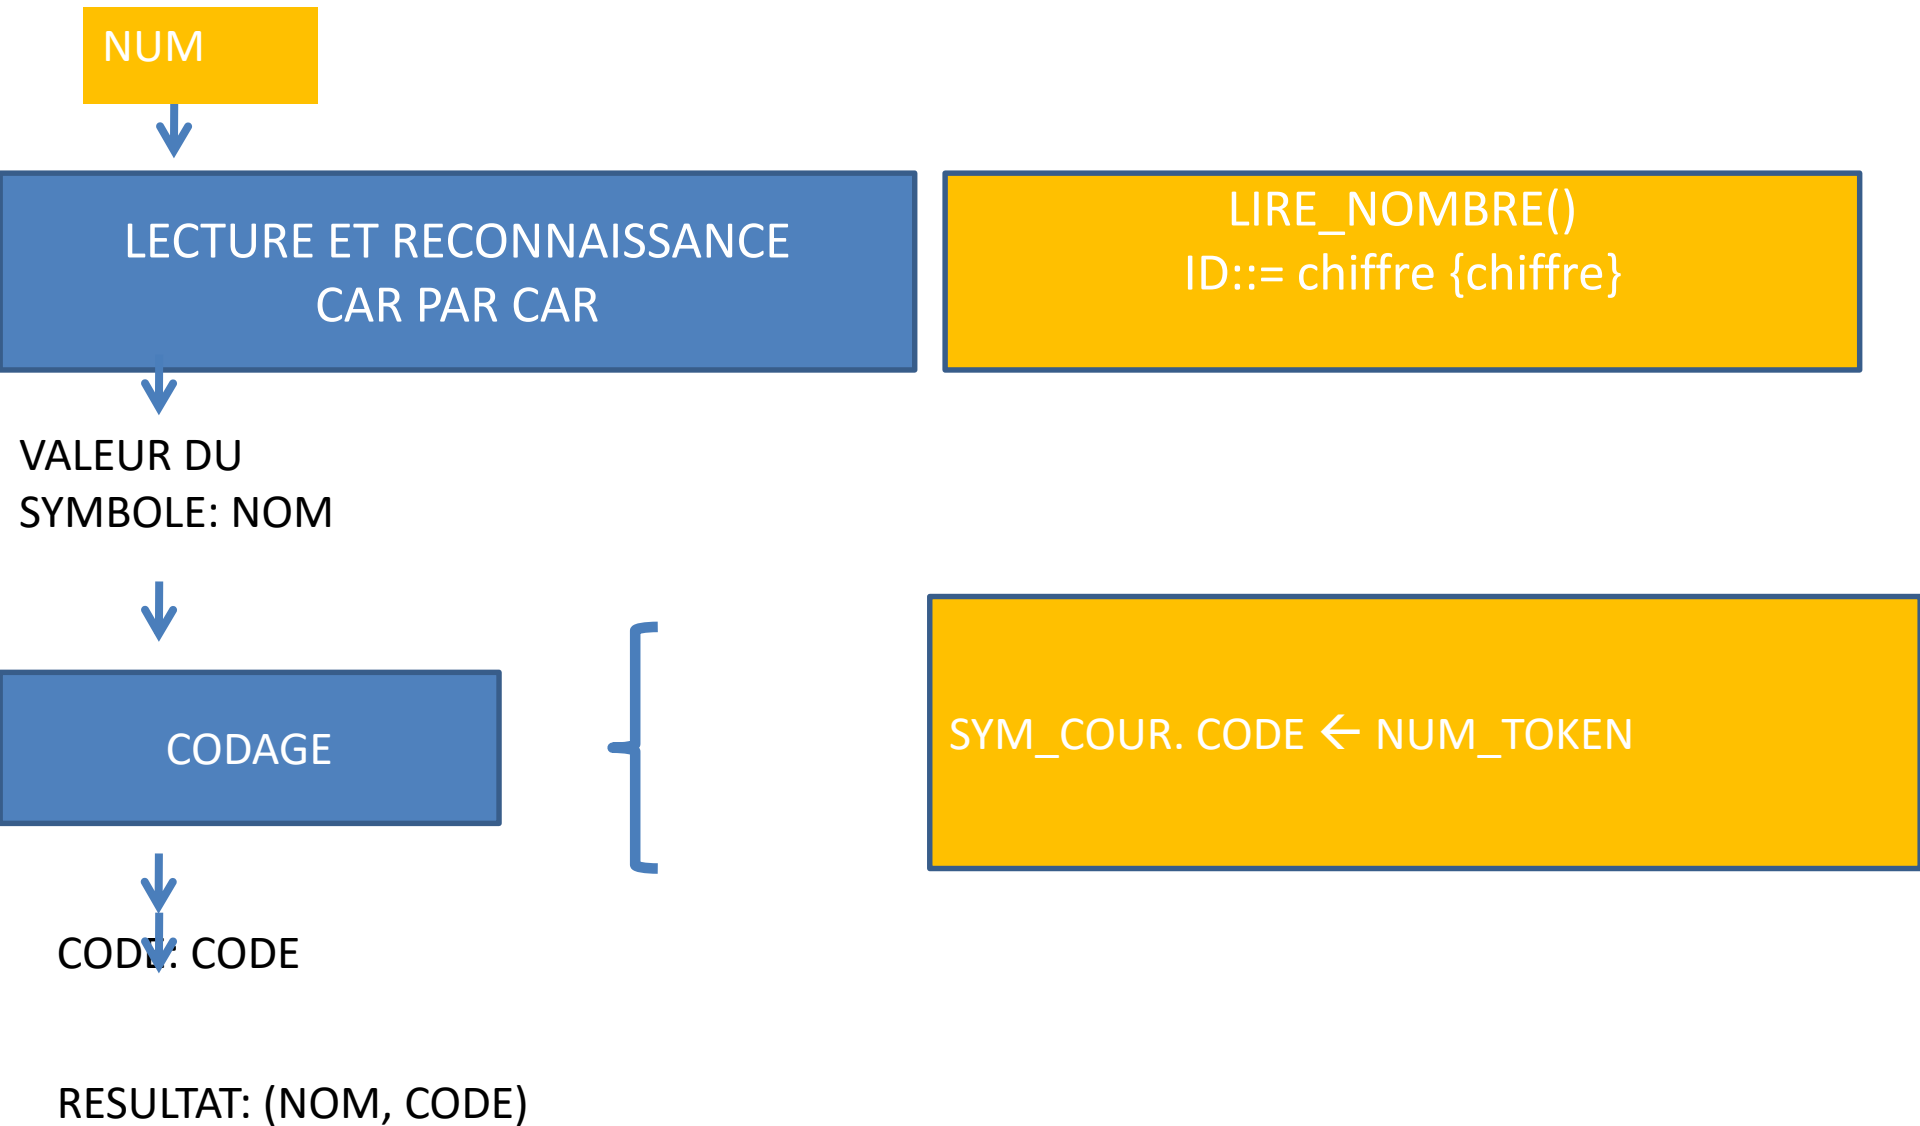 NUM
LECTURE ET RECONNAISSANCE
CAR PAR CAR
LIRE_NOMBRE()
ID::= chiffre {chiffre}
VALEUR DU
SYMBOLE: NOM
CODAGE
SYM_COUR. CODE ← NUM_TOKEN
CODE: CODE
RESULTAT: (NOM, CODE)